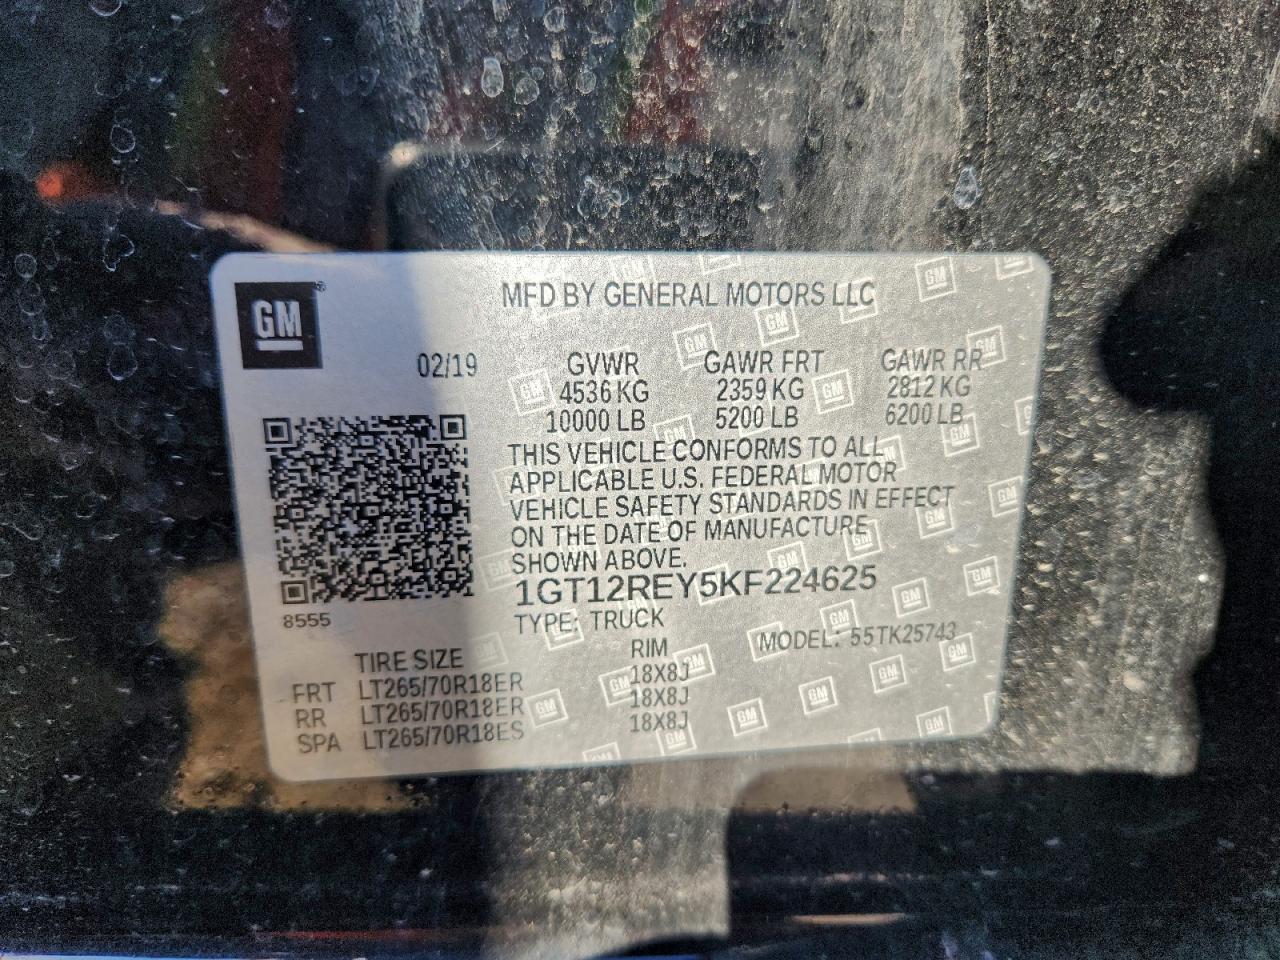 GM
MFD BY GENERAL MOTORS LLC
02/19 GVWR GAWR FRT GAWR RR
4536 KG 2359 KG 2812 KG
10000 LB 5200 LB 6200 LB
THIS VEHICLE CONFORMS TO ALL
APPLICABLE U.S. FEDERAL MOTOR
VEHICLE SAFETY STANDARDS IN EFFECT
ON THE DATE OF MANUFACTURE
SHOWN ABOVE.
1GT12REY5KF224625
8555
TYPE: TRUCK MODEL: 55TK25743
TIRE SIZE RIM
FRT LT265/70R18ER 18X8J
RR LT265/70R18ER 18X8J
SPA LT265/70R18ES 18X8J